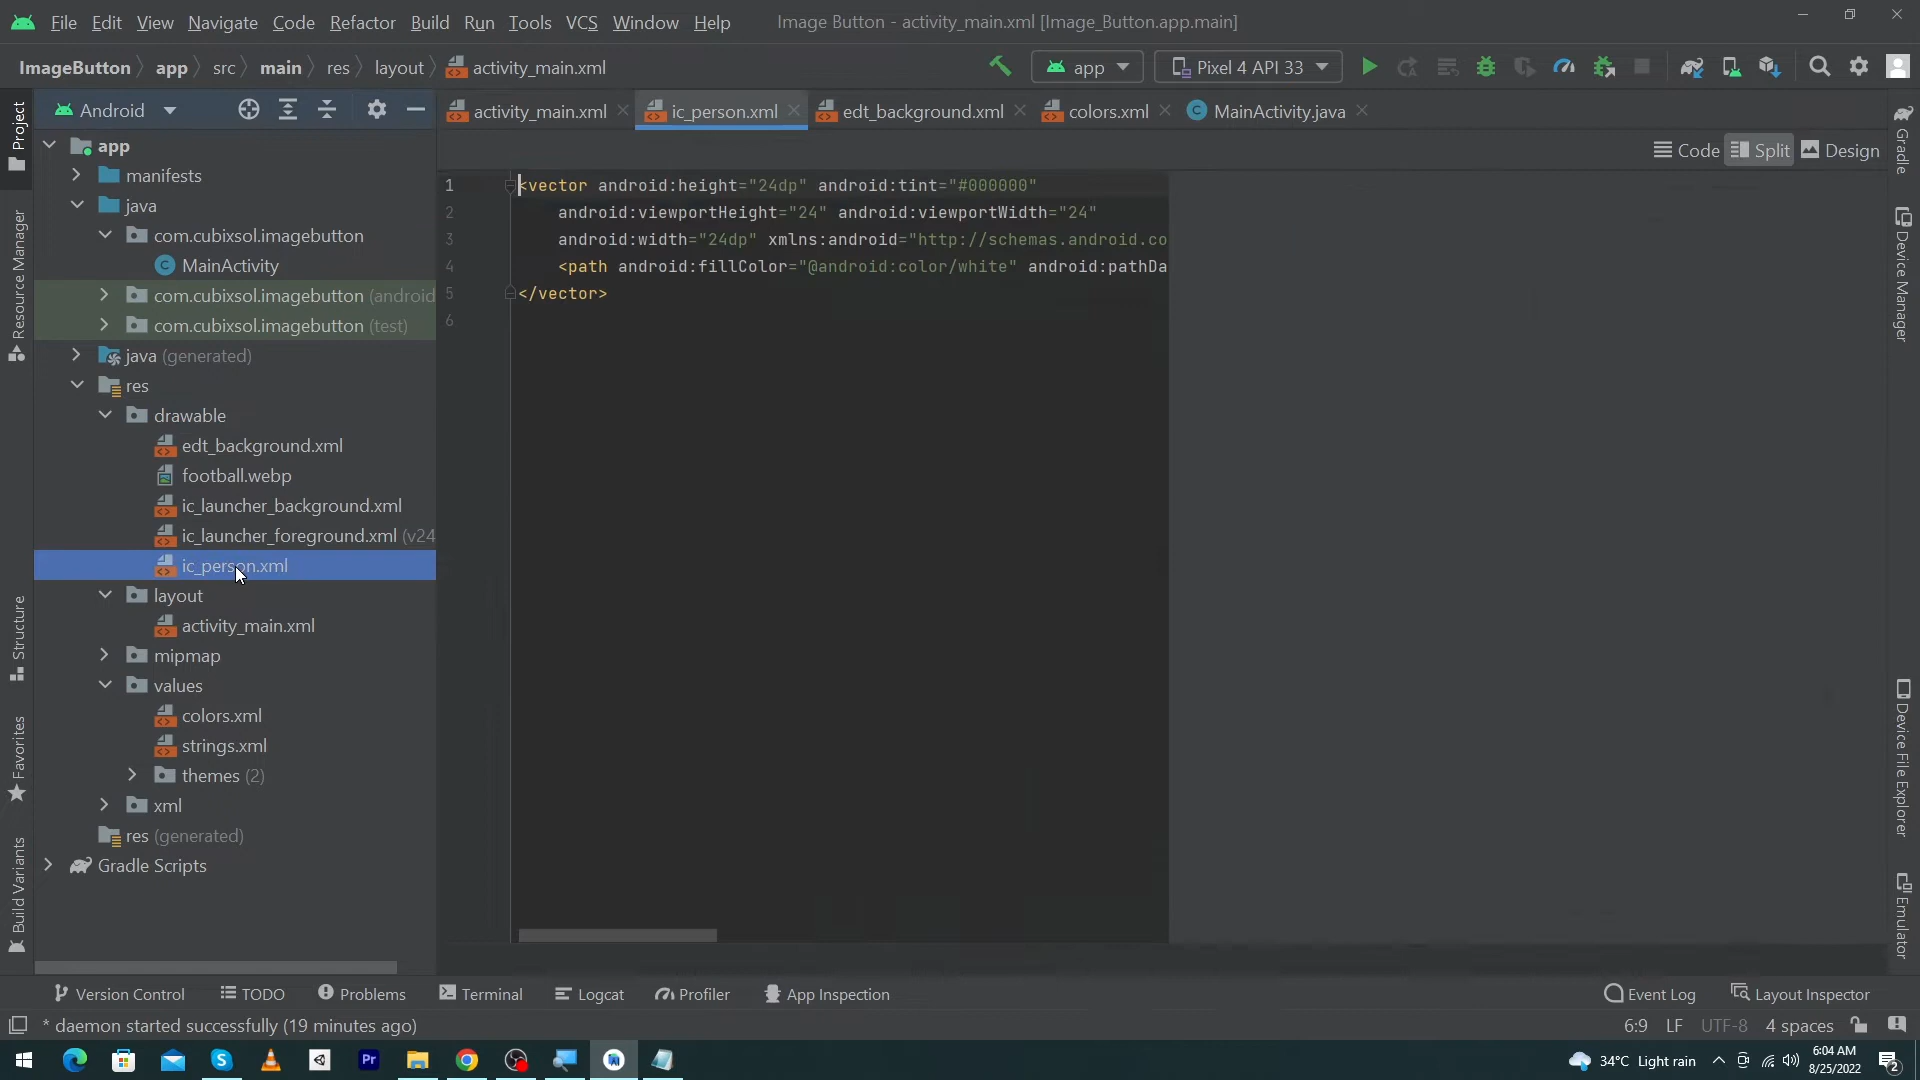 File Edit View Navigate Code Refactor Build Run Tools VCS Window Help Image Button - activity_main.xml [Image_Button.app.main]
ImageButton app src main res layout activity_main.xml app Pixel 4 API 33
Android activity_main.xml ic_person.xml edt_background.xml colors.xml MainActivity.java
Code Split Design
Project
Resource Manager
Structure
Favorites
Build Variants
app
manifests
java
com.cubixsol.imagebutton
MainActivity
com.cubixsol.imagebutton (android
com.cubixsol.imagebutton (test)
java (generated)
res
drawable
edt_background.xml
football.webp
ic_launcher_background.xml
ic_launcher_foreground.xml (v24
ic_person.xml
layout
activity_main.xml
mipmap
values
colors.xml
strings.xml
themes (2)
xml
res (generated)
Gradle Scripts
1 <vector android:height="24dp" android:tint="#000000"
2 android:viewportHeight="24" android:viewportWidth="24"
3 android:width="24dp" xmlns:android="http://schemas.android.co
4 <path android:fillColor="@android:color/white" android:pathDa
5 </vector>
6
Gradle
Device Manager
Device File Explorer
Emulator
Version Control TODO Problems Terminal Logcat Profiler App Inspection Event Log Layout Inspector
* daemon started successfully (19 minutes ago) 6:9 LF UTF-8 4 spaces
Pr 34°C Light rain 6:04 AM
8/25/2022 2